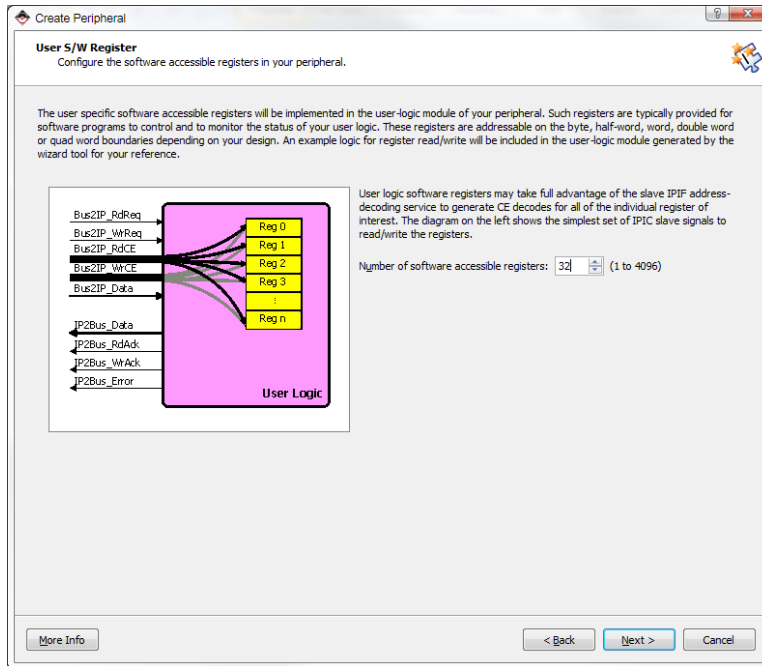 Create Peripheral
User S/W Register
Configure the software accessible registers in your peripheral.
The user specific software accessible registers will be implemented in the user-logic module of your peripheral. Such registers are typically provided for
software programs to control and to monitor the status of your user logic. These registers are addressable on the byte, half-word, word, double word
or quad word boundaries depending on your design. An example logic for register read/write will be included in the user-logic module generated by the
wizard tool for your reference.
Bus2IP_RdReq
Bus2IP_WrReq
Bus2IP_RdCE
Bus2IP_WrCE
Bus2IP_Data
IP2Bus_Data
IP2Bus_RdAck
IP2Bus_WrAck
IP2Bus_Error
Reg 0
Reg 1
Reg 2
Reg 3
:
Reg n
User Logic
User logic software registers may take full advantage of the slave IPIF address-
decoding service to generate CE decodes for all of the individual register of
interest. The diagram on the left shows the simplest set of IPIC slave signals to
read/write the registers.
Number of software accessible registers: 32 (1 to 4096)
More Info
< Back
Next >
Cancel